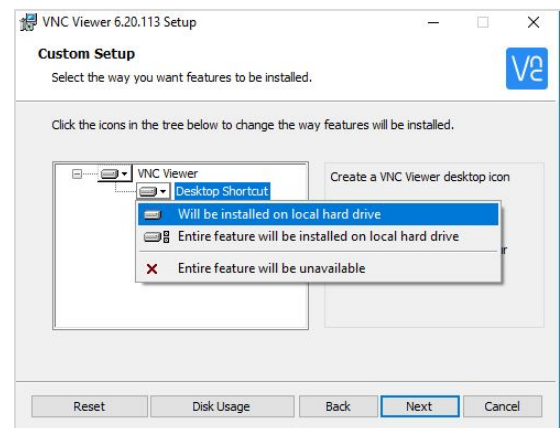 VNC Viewer 6.20.113 Setup
Custom Setup
Select the way you want features to be installed.
Click the icons in the tree below to change the way features will be installed.
VNC Viewer
Desktop Shortcut
Create a VNC Viewer desktop icon
Will be installed on local hard drive
Entire feature will be installed on local hard drive
Entire feature will be unavailable
Reset
Disk Usage
Back
Next
Cancel